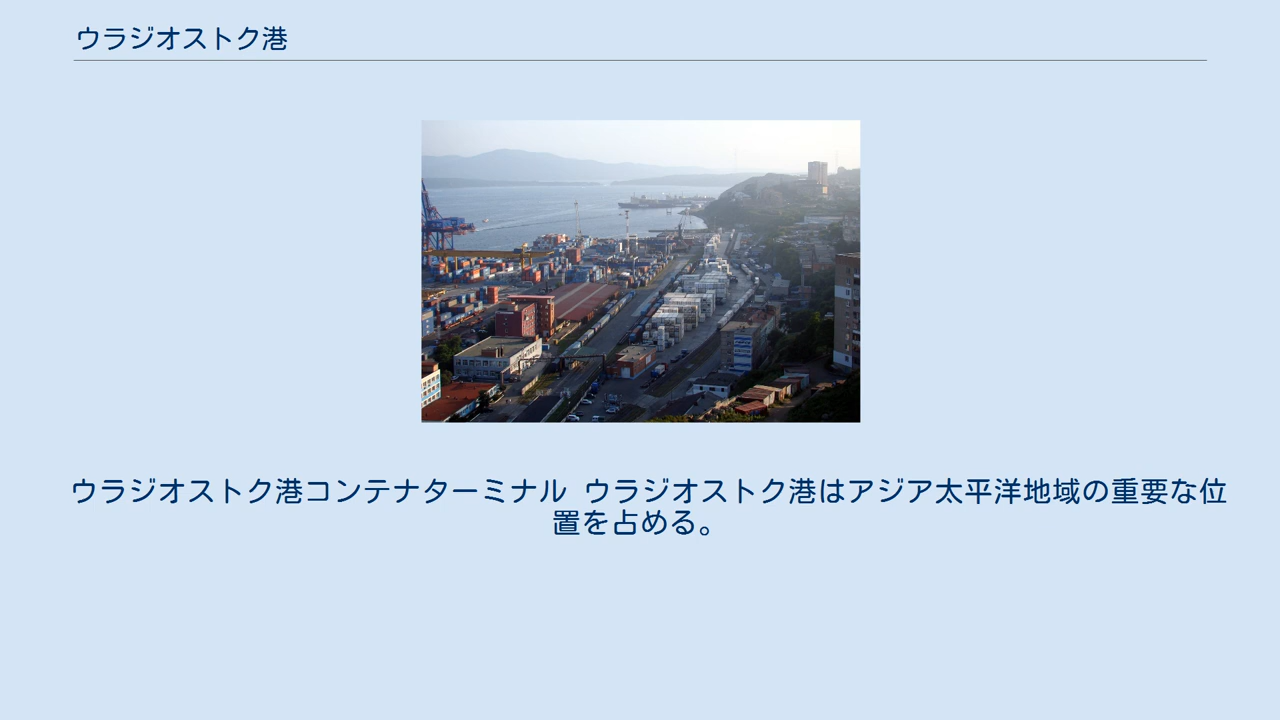 ウラジオストク港
ウラジオストク港コンテナターミナル ウラジオストク港はアジア太平洋地域の重要な位
置を占める。